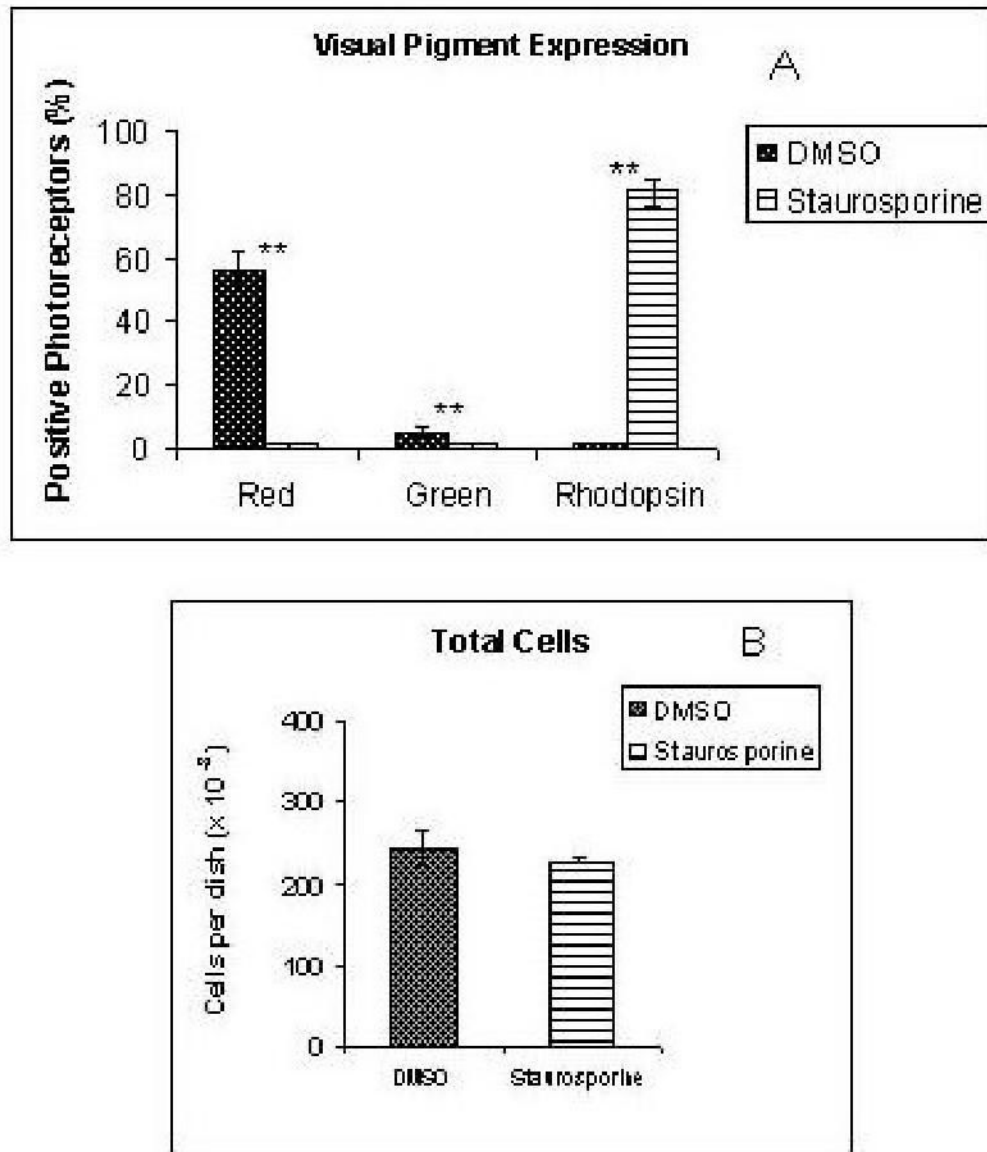 Visual Pigment Expression
A
Positive Photoreceptors (%)
100
80
60
40
20
0
**
**
**
Red
Green
Rhodopsin
DMSO
Staurosporine
Total Cells
B
DMSO
Staurosporine
Cells per dish (x 10
400
300
200
100
0
DMSO
Staurosporine